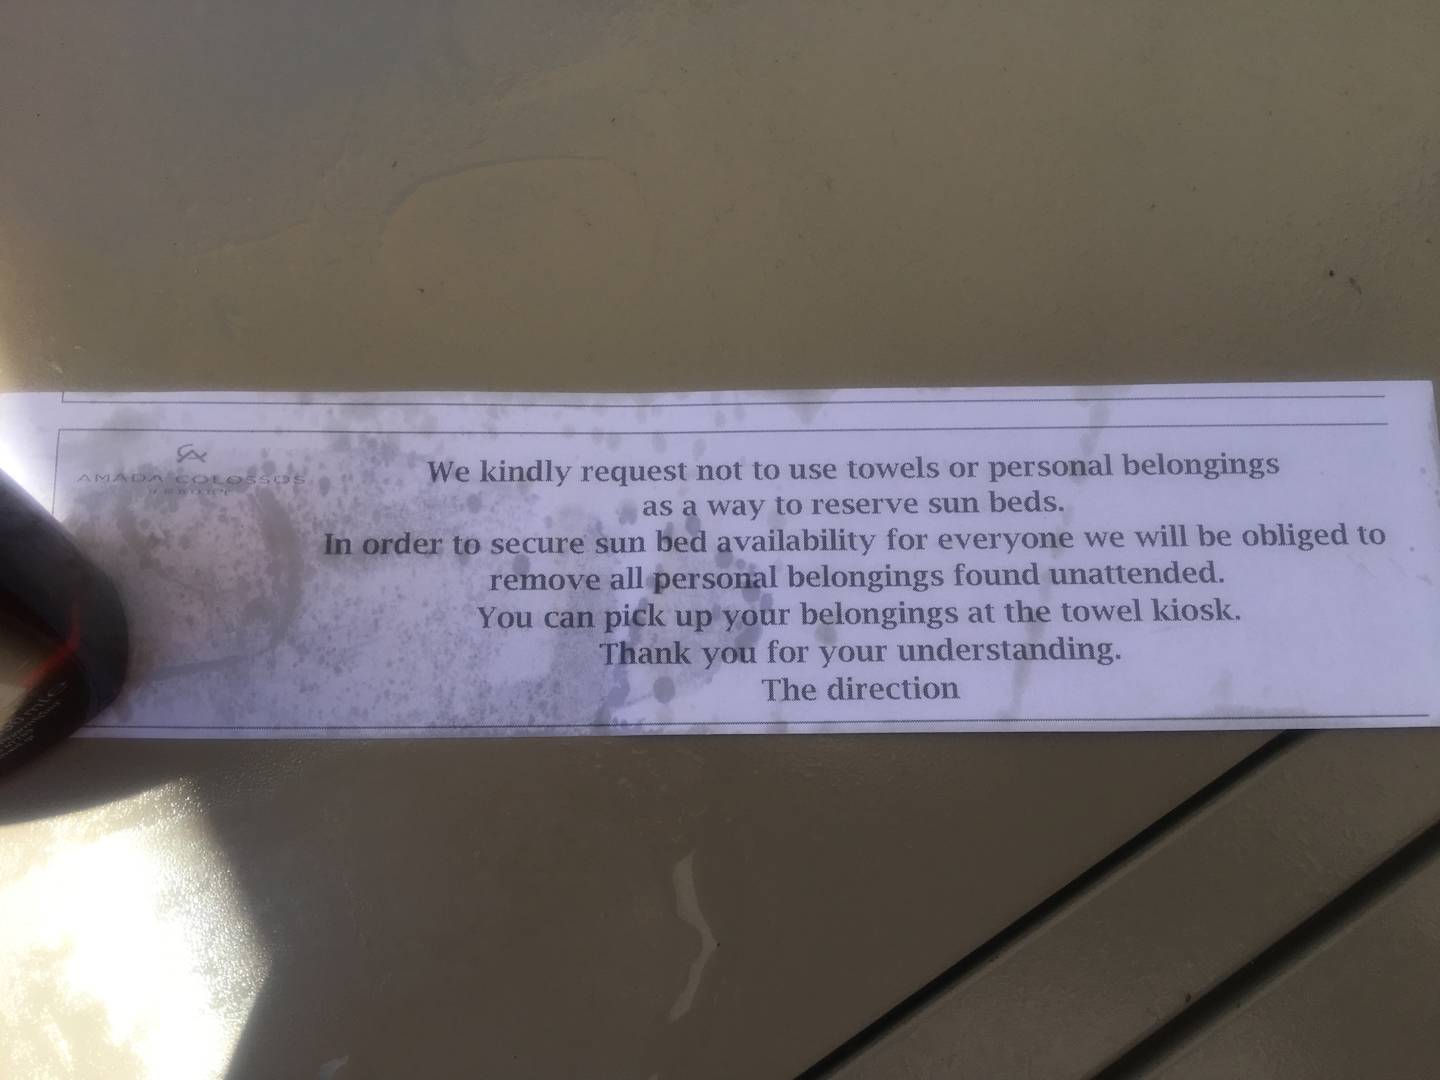 AMADA COLOSSOS
RESORT
We kindly request not to use towels or personal belongings
as a way to reserve sun beds.
In order to secure sun bed availability for everyone we will be obliged to
remove all personal belongings found unattended.
You can pick up your belongings at the towel kiosk.
Thank you for your understanding.
The direction